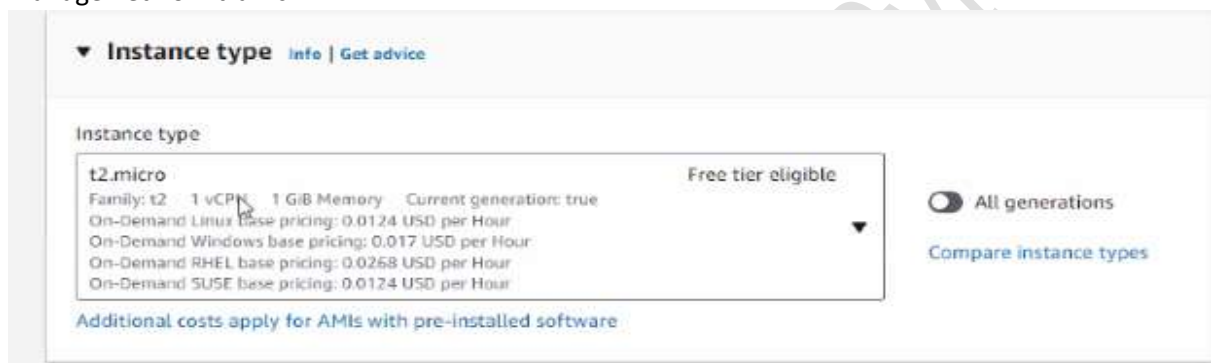 Instance type Info | Get advice
Instance type
t2.micro Free tier eligible
Family: t2 1 vCPU 1 GiB Memory Current generation: true
On-Demand Linux base pricing: 0.0124 USD per Hour
On-Demand Windows base pricing: 0.017 USD per Hour
On-Demand RHEL base pricing: 0.0268 USD per Hour
On-Demand SUSE base pricing: 0.0124 USD per Hour
All generations
Compare instance types
Additional costs apply for AMIs with pre-installed software